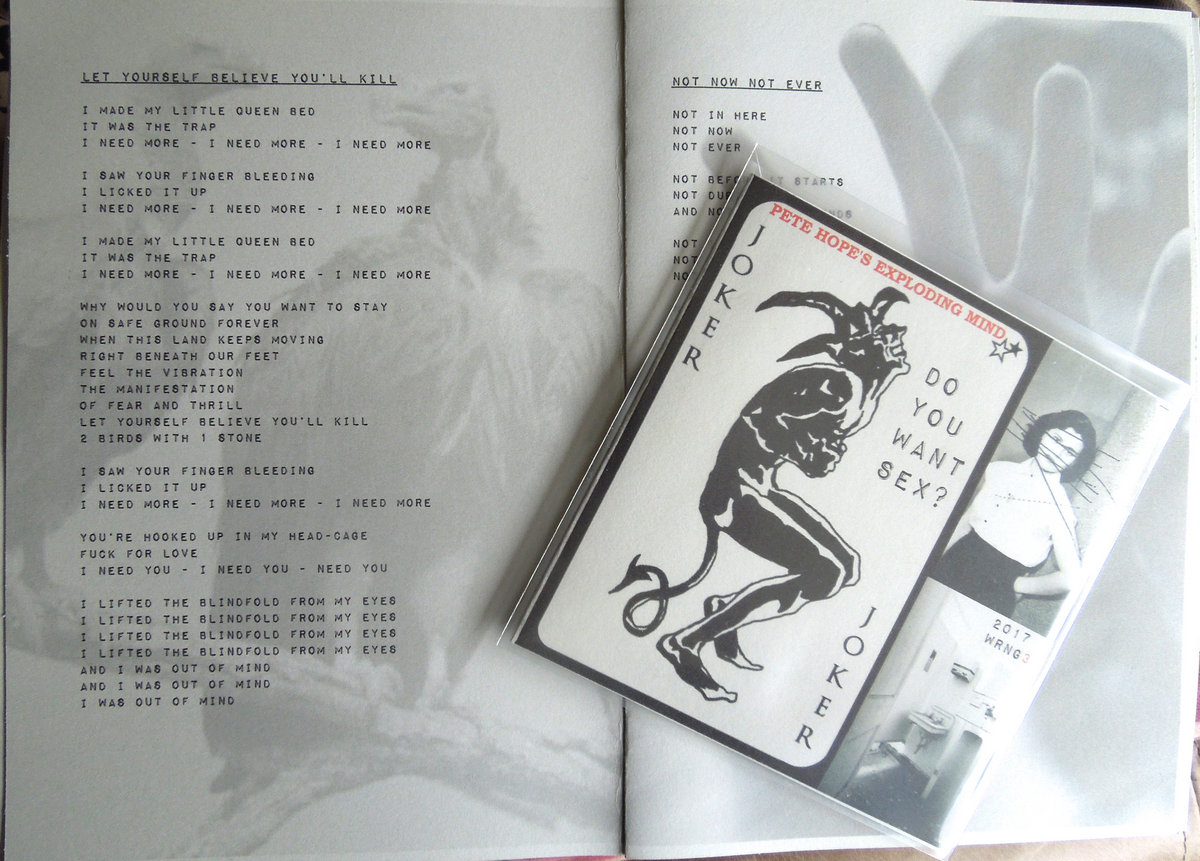 LET YOURSELF BELIEVE YOU'LL KILL
I MADE MY LITTLE QUEEN BED
IT WAS THE TRAP
I NEED MORE - I NEED MORE - I NEED MORE
I SAW YOUR FINGER BLEEDING
I LICKED IT UP
I NEED MORE - I NEED MORE - I NEED MORE
I MADE MY LITTLE QUEEN BED
IT WAS THE TRAP
I NEED MORE - I NEED MORE - I NEED MORE
WHY WOULD YOU SAY YOU WANT TO STAY
ON SAFE GROUND FOREVER
WHEN THIS LAND KEEPS MOVING
RIGHT BENEATH OUR FEET
FEEL THE VIBRATION
THE MANIFESTATION
OF FEAR AND THRILL
LET YOURSELF BELIEVE YOU'LL KILL
2 BIRDS WITH 1 STONE
I SAW YOUR FINGER BLEEDING
I LICKED IT UP
I NEED MORE - I NEED MORE - I NEED MORE
YOU'RE HOOKED UP IN MY HEAD-CAGE
FUCK FOR LOVE
I NEED YOU - I NEED YOU - NEED YOU
I LIFTED THE BLINDFOLD FROM MY EYES
I LIFTED THE BLINDFOLD FROM MY EYES
I LIFTED THE BLINDFOLD FROM MY EYES
I LIFTED THE BLINDFOLD FROM MY EYES
AND I WAS OUT OF MIND
AND I WAS OUT OF MIND
I WAS OUT OF MIND
NOT NOW NOT EVER
NOT IN HERE
NOT NOW
NOT EVER
NOT STARTS
NOT
AND
NOT
NOT
PETE HOPE'S EXPLODING MIND
JOKER
DO
YOU
WANT
SEX?
JOKER
2017
WRNG3